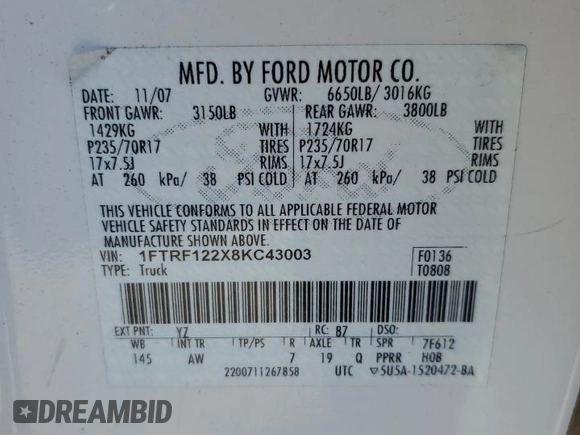 MFD. BY FORD MOTOR CO.
DATE: 11/07 GVWR: 6650LB/ 3016KG
FRONT GAWR: 3150LB REAR GAWR: 3800LB
1429KG WITH 1724KG WITH
P235/70R17 TIRES P235/70R17 TIRES
17x7.5J RIMS 17x7.5J RIMS
AT 260 kPa/ 38 PSI COLD AT 260 kPa/ 38 PSI COLD
THIS VEHICLE CONFORMS TO ALL APPLICABLE FEDERAL MOTOR
VEHICLE SAFETY STANDARDS IN EFFECT ON THE DATE OF
MANUFACTURE SHOWN ABOVE.
VIN: 1FTRF122X8KC43003 F0136
TYPE: Truck T0808
EXT PNT: YZ RC: 87 DSO:
WB INT TR TP/PS R AXLE TR SPR 7F612
145 AW 7 19 Q PPRR H0B
2200711267858 UTC ▽5U5A-1520472-BA
DREAMBID